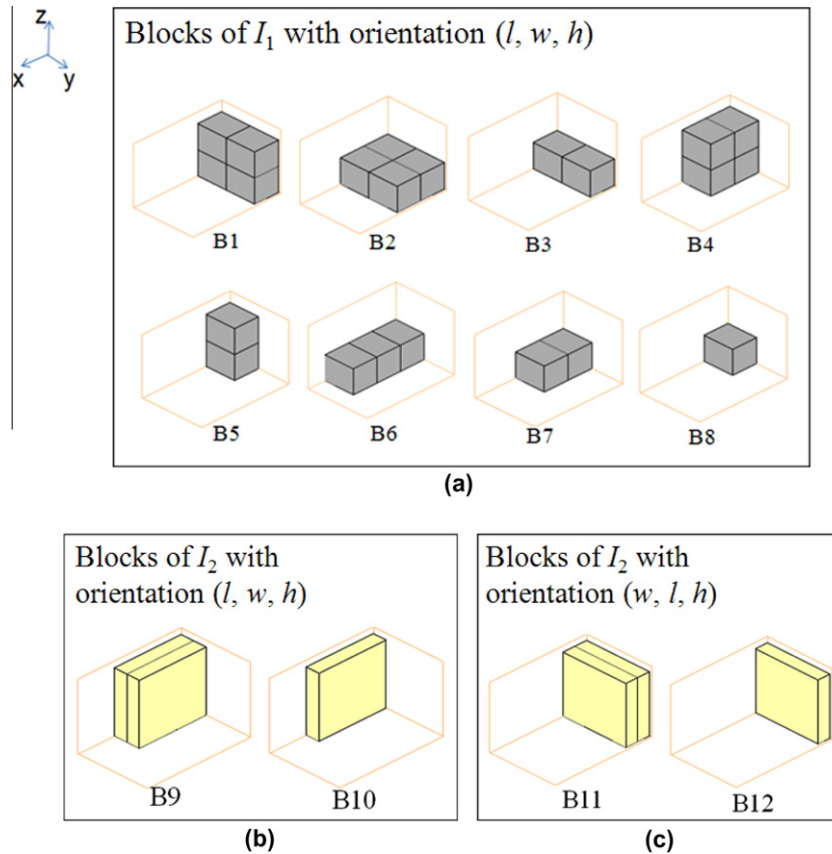 z
x y
Blocks of I₁ with orientation (l, w, h)
B1 B2 B3 B4
B5 B6 B7 B8
(a)
Blocks of I₂ with
orientation (l, w, h)
B9 B10
(b)
Blocks of I₂ with
orientation (w, l, h)
B11 B12
(c)